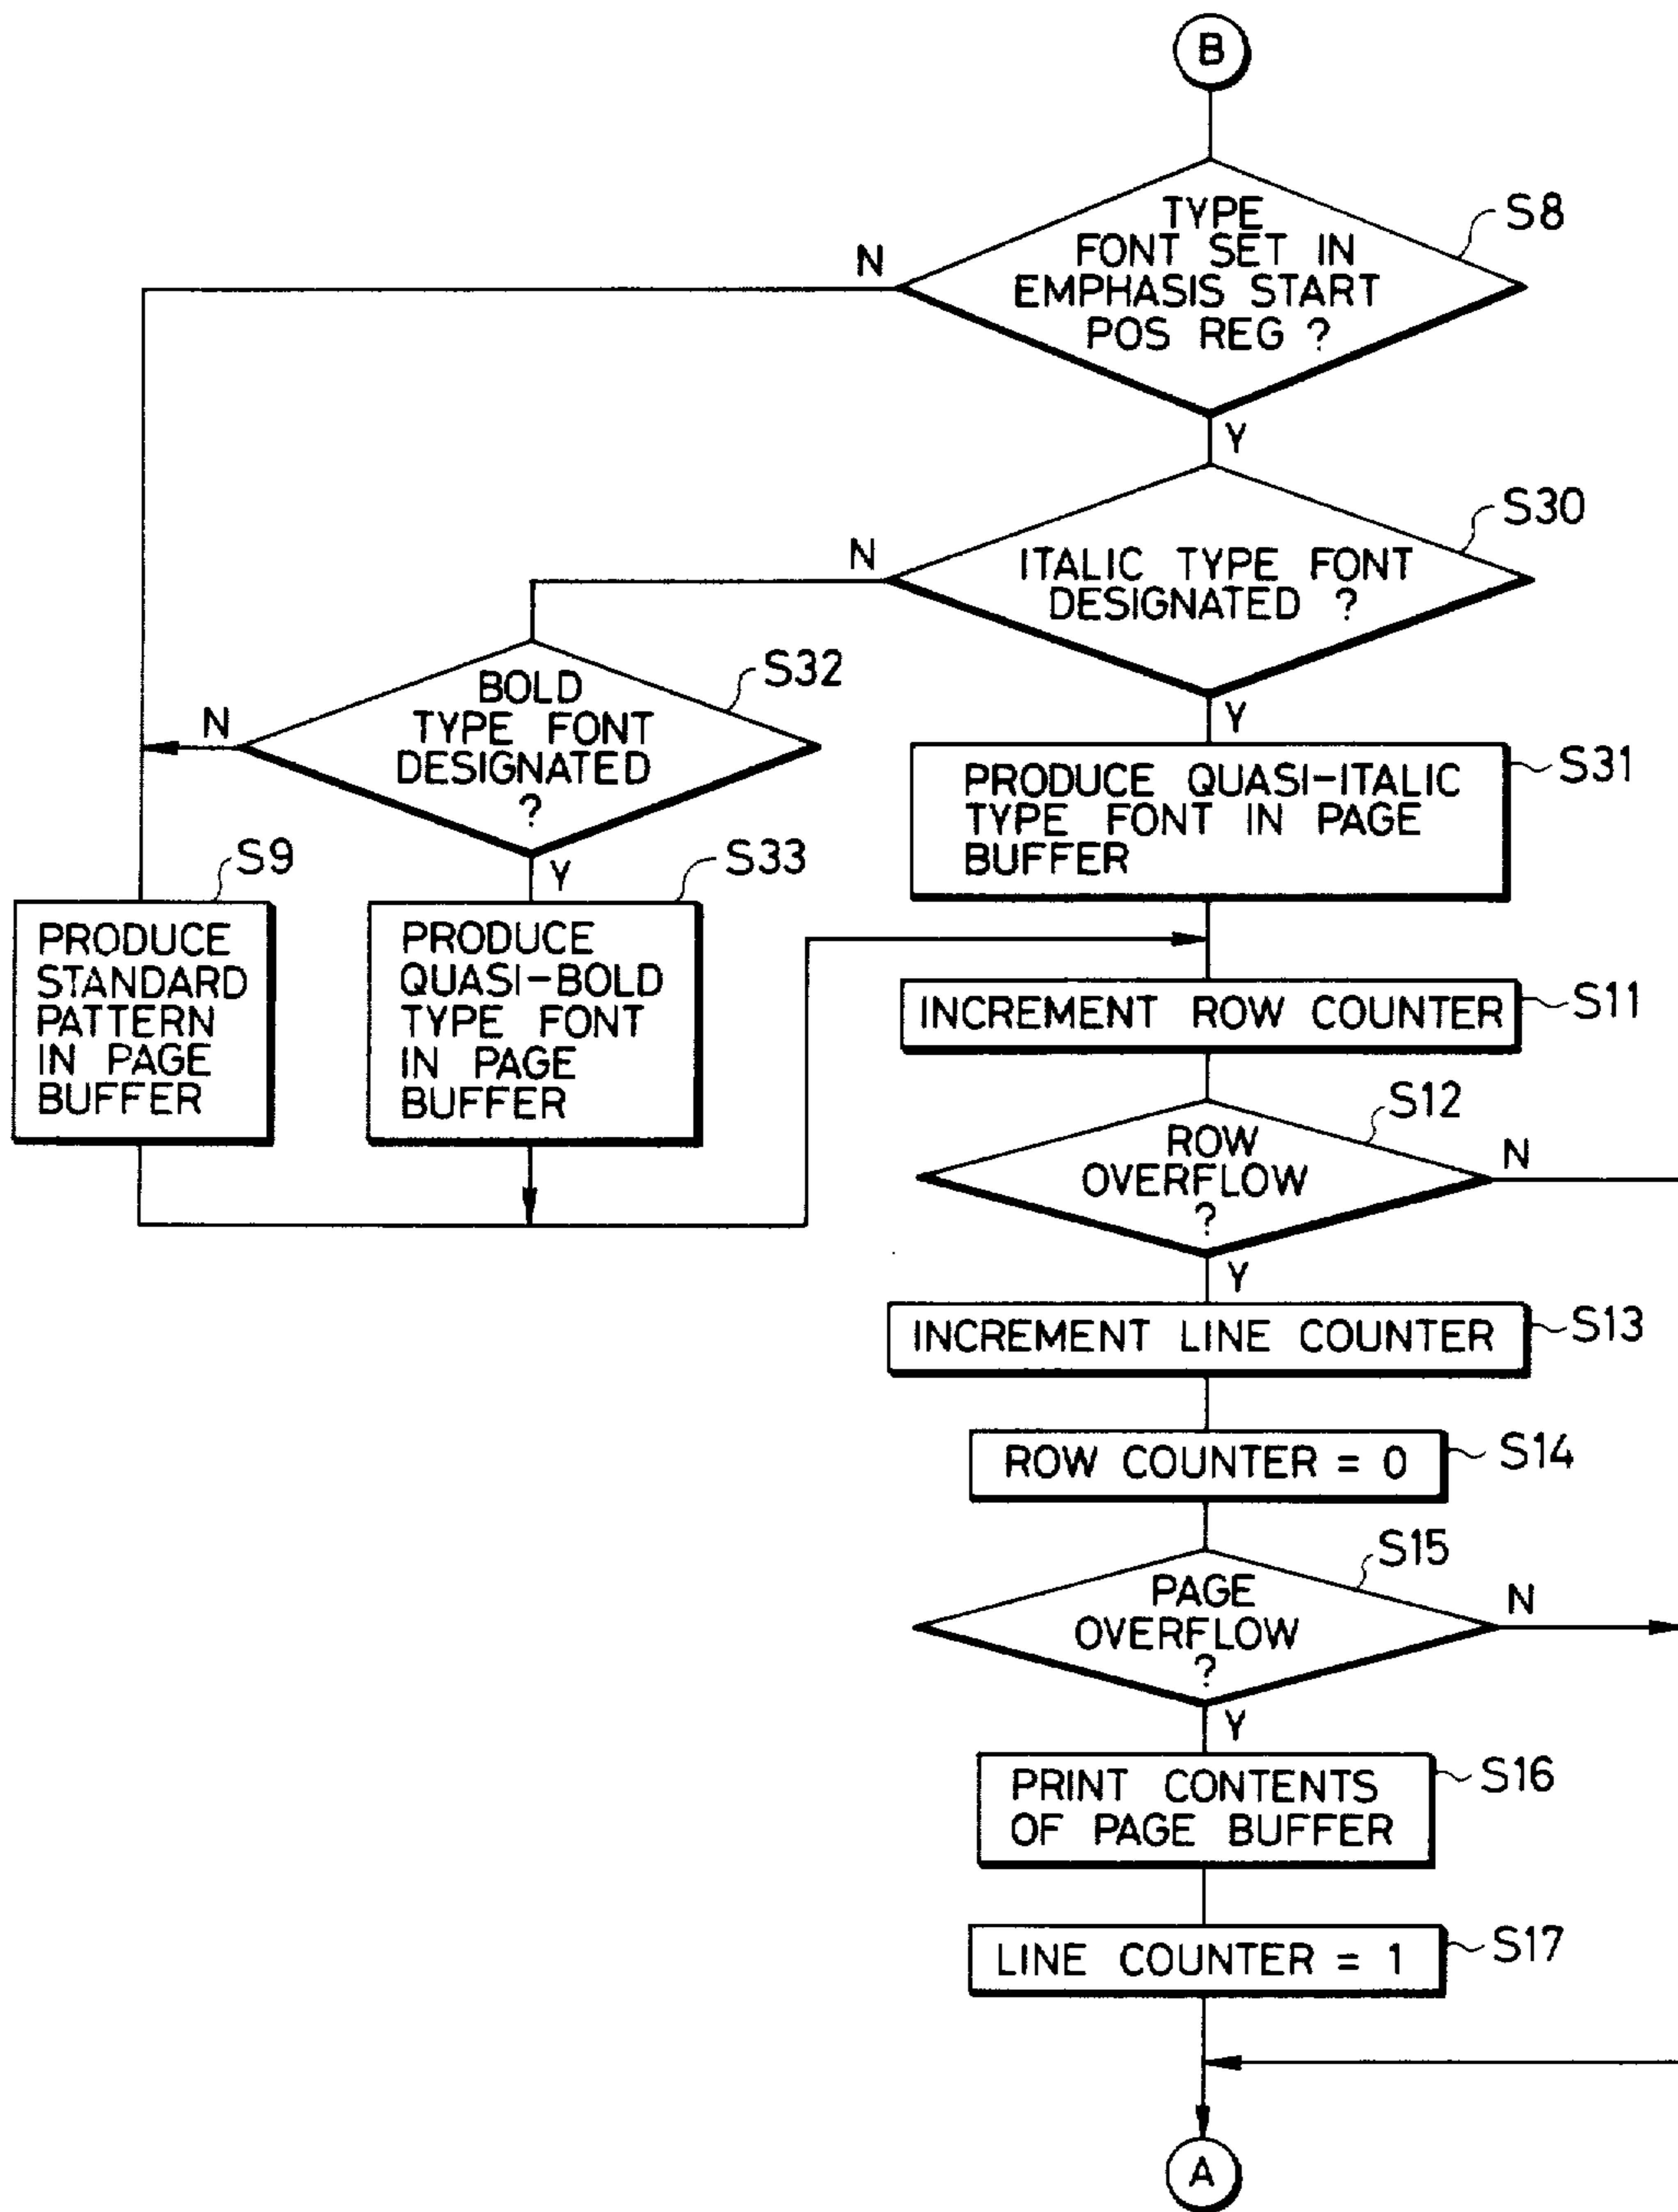 B
TYPE
FONT SET IN
EMPHASIS START
POS REG ?
S8
N
Y
ITALIC TYPE FONT
DESIGNATED ?
S30
N
Y
BOLD
TYPE FONT
DESIGNATED
?
S32
N
Y
PRODUCE QUASI-ITALIC
TYPE FONT IN PAGE
BUFFER
S31
S9
PRODUCE
STANDARD
PATTERN
IN PAGE
BUFFER
S33
PRODUCE
QUASI-BOLD
TYPE FONT
IN PAGE
BUFFER
INCREMENT ROW COUNTER
S11
ROW
OVERFLOW
?
S12
N
Y
INCREMENT LINE COUNTER
S13
ROW COUNTER = 0
S14
PAGE
OVERFLOW
?
S15
N
Y
PRINT CONTENTS
OF PAGE BUFFER
S16
LINE COUNTER = 1
S17
A